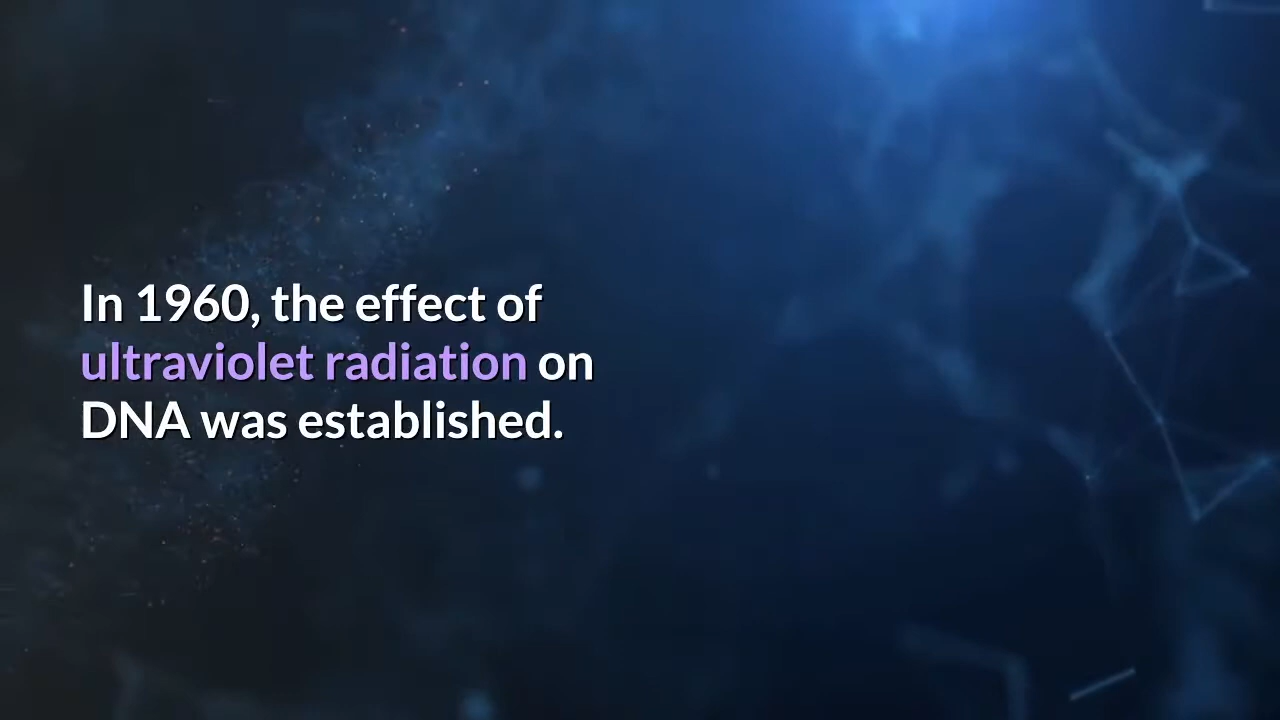 In 1960, the effect of
ultraviolet radiation on
DNA was established.